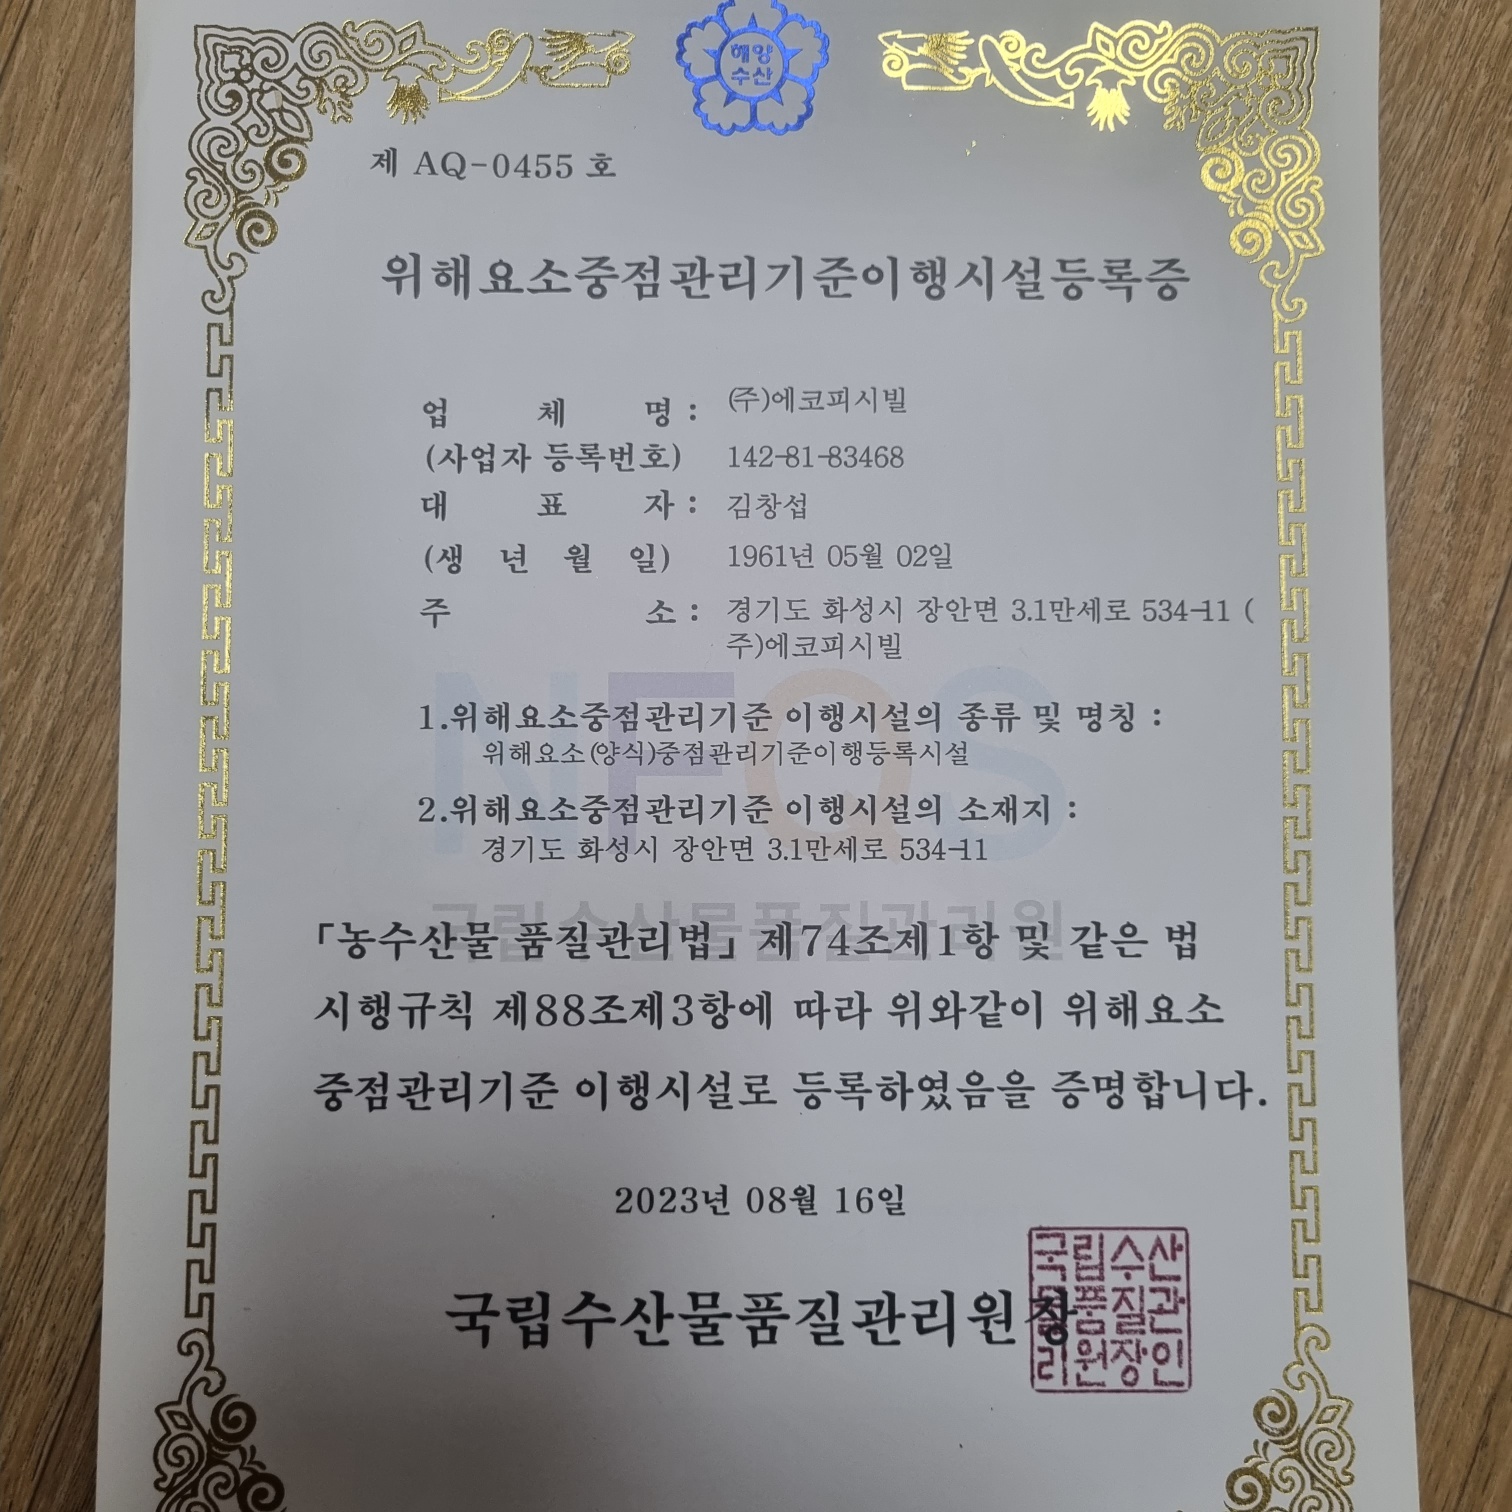 해양
수산
제 AQ-0455 호
위해요소중점관리기준이행시설등록증
업 체 명 : (주)에코피시빌
(사업자 등록번호) 142-81-83468
대 표 자 : 김창섭
(생 년 월 일) 1961년 05월 02일
주 소 : 경기도 화성시 장안면 3.1만세로 534-11 (
주)에코피시빌
NFQS
1.위해요소중점관리기준 이행시설의 종류 및 명칭 :
위해요소(양식)중점관리기준이행등록시설
2.위해요소중점관리기준 이행시설의 소재지 :
경기도 화성시 장안면 3.1만세로 534-11
국립수산물품질관리원
「농수산물 품질관리법」 제74조제1항 및 같은 법
시행규칙 제88조제3항에 따라 위와같이 위해요소
중점관리기준 이행시설로 등록하였음을 증명합니다.
2023년 08월 16일
국립수산물품질관리원장
국립수산
물품질관
리원장인